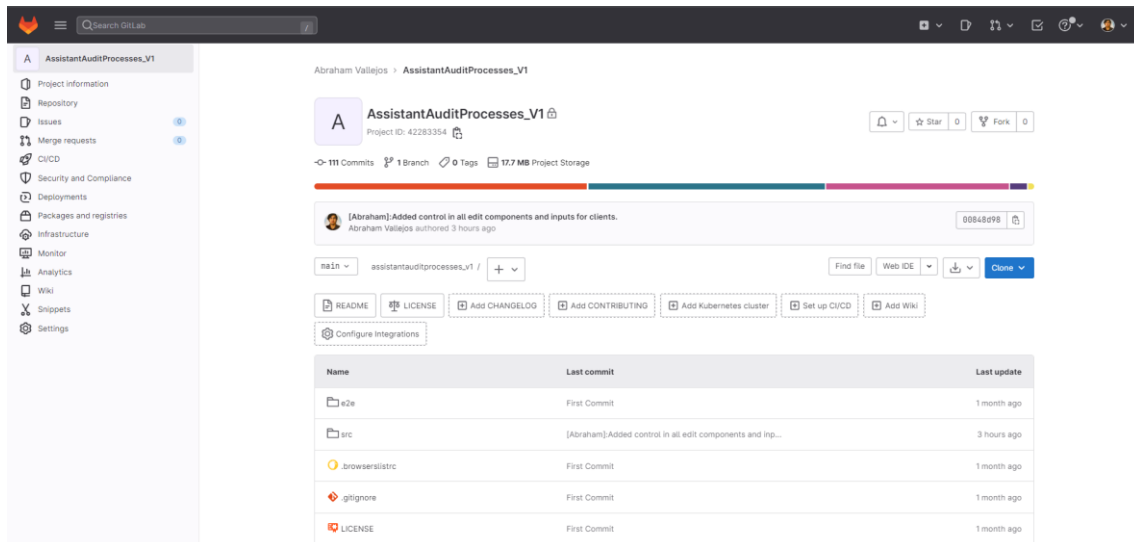 Search GitLab /
A AssistantAuditProcesses_V1
Project information
Repository
Issues 0
Merge requests 0
CI/CD
Security and Compliance
Deployments
Packages and registries
Infrastructure
Monitor
Analytics
Wiki
Snippets
Settings
Abraham Vallejos > AssistantAuditProcesses_V1
A
AssistantAuditProcesses_V1
Project ID: 42283354
Star 0
Fork 0
111 Commits 1 Branch 0 Tags 17.7 MB Project Storage
[Abraham]:Added control in all edit components and inputs for clients.
Abraham Vallejos authored 3 hours ago
00848d98
main assistantauditprocesses_v1 / +
Find file Web IDE Clone
README LICENSE Add CHANGELOG Add CONTRIBUTING Add Kubernetes cluster Set up CI/CD Add Wiki
Configure Integrations
Name Last commit Last update
e2e First Commit 1 month ago
src [Abraham]:Added control in all edit components and inp... 3 hours ago
.browserslistrc First Commit 1 month ago
.gitignore First Commit 1 month ago
LICENSE First Commit 1 month ago